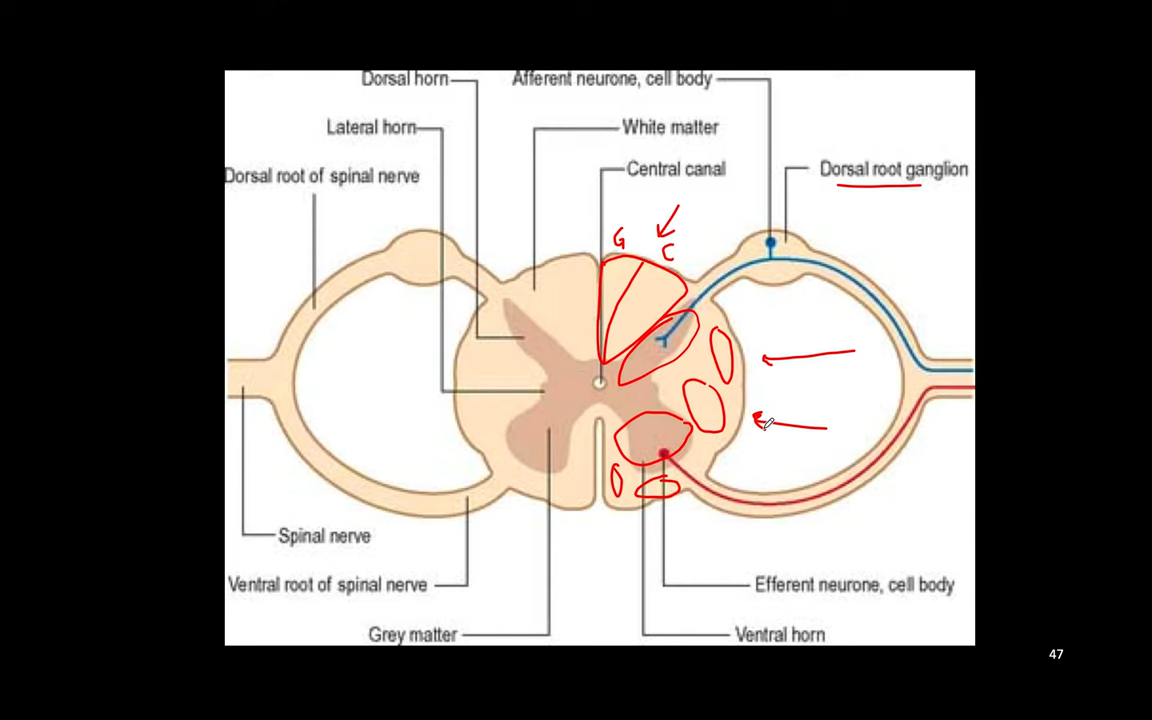 Dorsal horn
Afferent neurone, cell body
Lateral horn
White matter
Dorsal root of spinal nerve
Central canal
Dorsal root ganglion
G
C
Spinal nerve
Ventral root of spinal nerve
Efferent neurone, cell body
Grey matter
Ventral horn
47